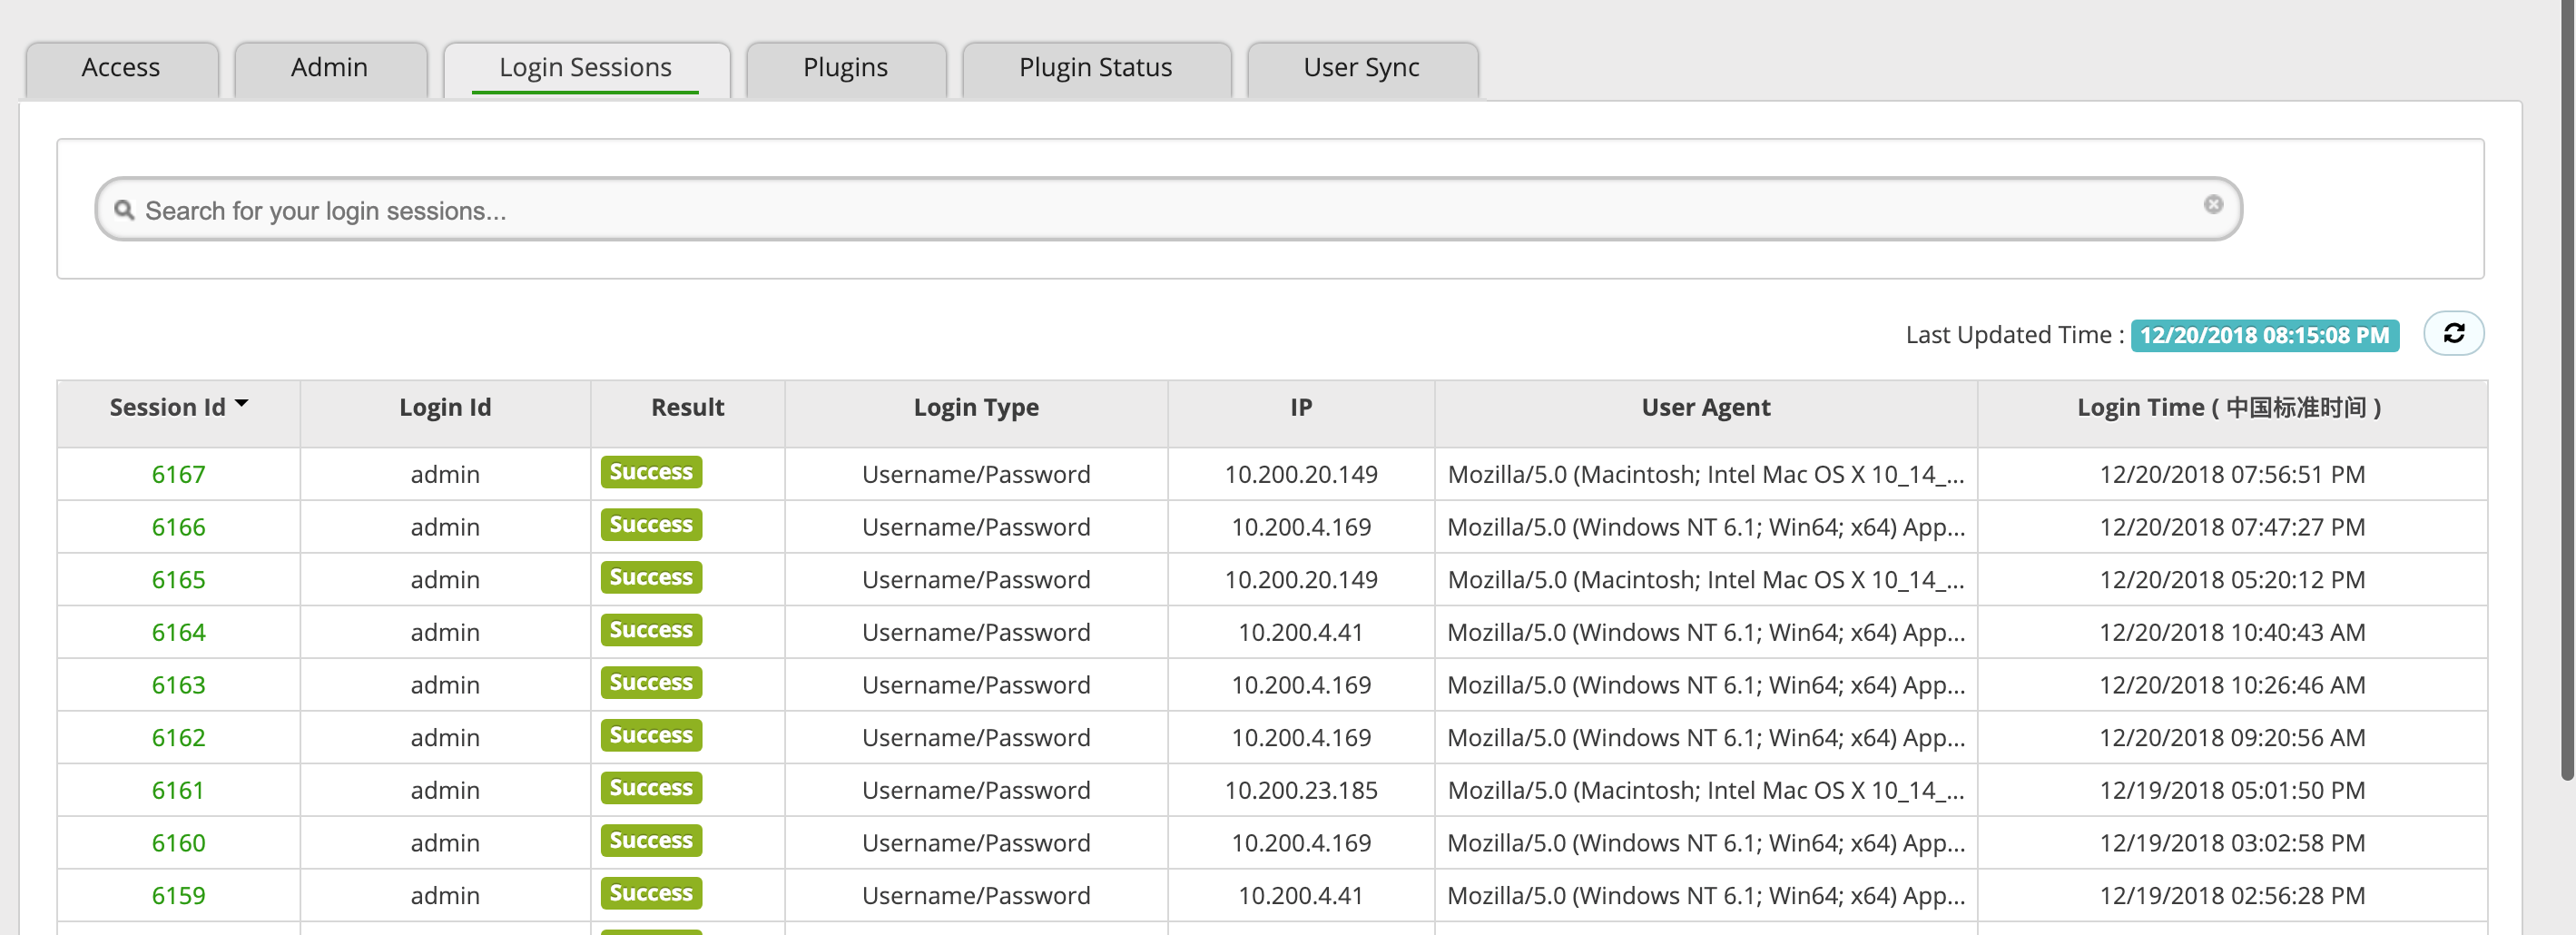 Access Admin Login Sessions Plugins Plugin Status User Sync
Search for your login sessions...
Last Updated Time : 12/20/2018 08:15:08 PM
Session Id Login Id Result Login Type IP User Agent Login Time ( 中国标准时间 )
6167 admin Success Username/Password 10.200.20.149 Mozilla/5.0 (Macintosh; Intel Mac OS X 10_14_... 12/20/2018 07:56:51 PM
6166 admin Success Username/Password 10.200.4.169 Mozilla/5.0 (Windows NT 6.1; Win64; x64) App... 12/20/2018 07:47:27 PM
6165 admin Success Username/Password 10.200.20.149 Mozilla/5.0 (Macintosh; Intel Mac OS X 10_14_... 12/20/2018 05:20:12 PM
6164 admin Success Username/Password 10.200.4.41 Mozilla/5.0 (Windows NT 6.1; Win64; x64) App... 12/20/2018 10:40:43 AM
6163 admin Success Username/Password 10.200.4.169 Mozilla/5.0 (Windows NT 6.1; Win64; x64) App... 12/20/2018 10:26:46 AM
6162 admin Success Username/Password 10.200.4.169 Mozilla/5.0 (Windows NT 6.1; Win64; x64) App... 12/20/2018 09:20:56 AM
6161 admin Success Username/Password 10.200.23.185 Mozilla/5.0 (Macintosh; Intel Mac OS X 10_14_... 12/19/2018 05:01:50 PM
6160 admin Success Username/Password 10.200.4.169 Mozilla/5.0 (Windows NT 6.1; Win64; x64) App... 12/19/2018 03:02:58 PM
6159 admin Success Username/Password 10.200.4.41 Mozilla/5.0 (Windows NT 6.1; Win64; x64) App... 12/19/2018 02:56:28 PM